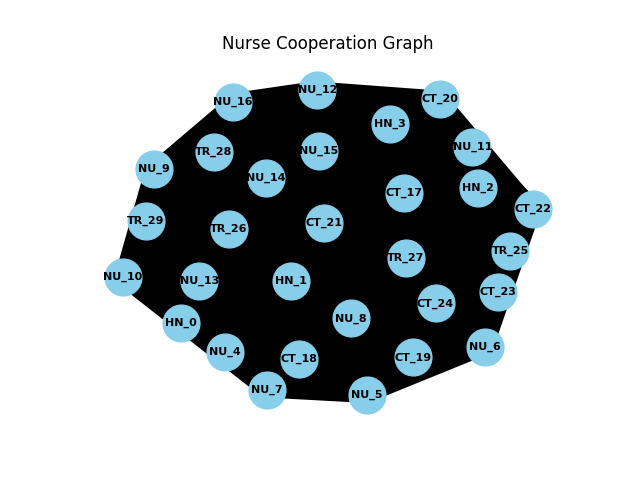 Nurse Cooperation Graph
NU_12
CT_20
NU_16
HN_3
NU_11
NU_15
TR_28
NU_9
NU_14
HN_2
CT_17
CT_22
TR_29
CT_21
TR_26
TR_25
TR_27
NU_10
NU_13
HN_1
CT_23
CT_24
NU_8
HN_0
NU_6
NU_4
CT_19
CT_18
NU_7
NU_5